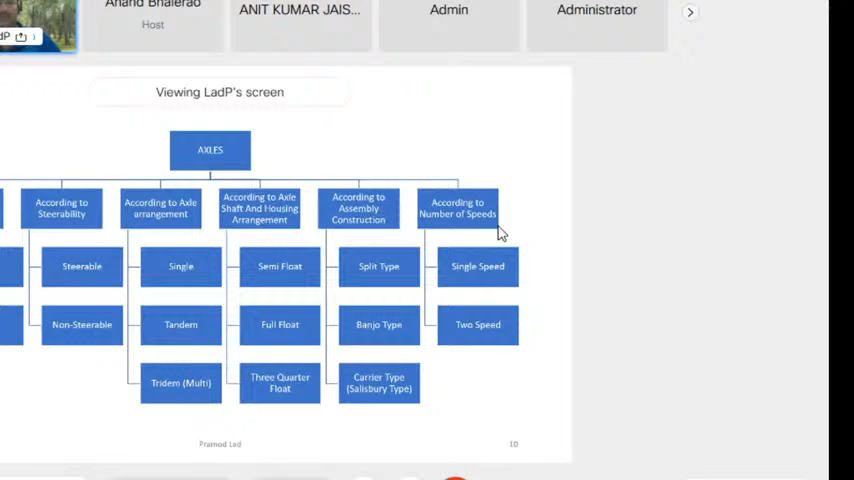 Anand Bhalerao
Host
ANIT KUMAR JAIS...
Admin
Administrator
dP
Viewing LadP's screen
AXLES
According to
Steerability
According to Axle
arrangement
According to Axle
Shaft And Housing
Arrangement
According to
Assembly
Construction
According to
Number of Speeds
Steerable
Single
Semi Float
Split Type
Single Speed
Non-Steerable
Tandem
Full Float
Banjo Type
Two Speed
Tridem (Multi)
Three Quarter
Float
Carrier Type
(Salisbury Type)
Pramod Lad
10